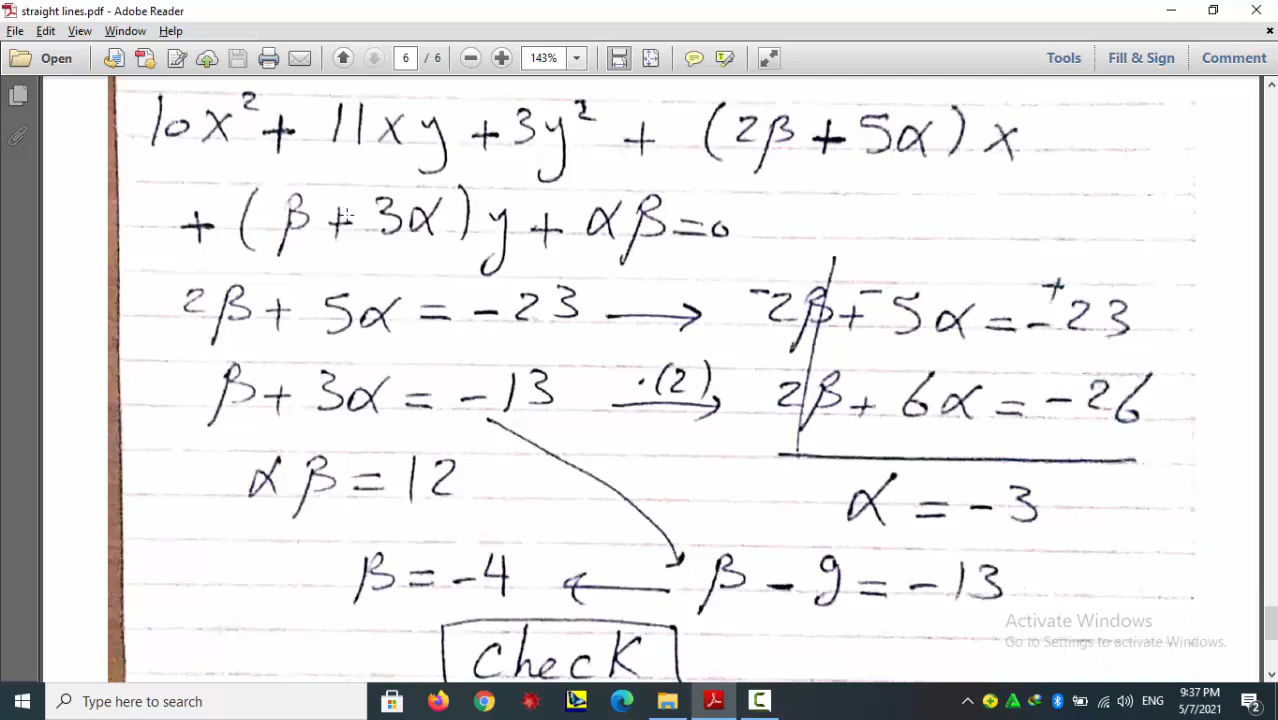 straight lines.pdf - Adobe Reader
File Edit View Window Help
Open 6 / 6 143% Tools Fill & Sign Comment
10x² + 11xy + 3y² + (2β + 5α) x
+ (β + 3α) y + αβ = 0
2β + 5α = -23 → -2β + -5α = -+23
β + 3α = -13 ·(2)→ 2β + 6α = -26
αβ = 12
α = -3
β = -4 ← β - 9 = -13
Check
Activate Windows
Go to Settings to activate Windows.
Type here to search
ENG
9:37 PM
5/7/2021
2